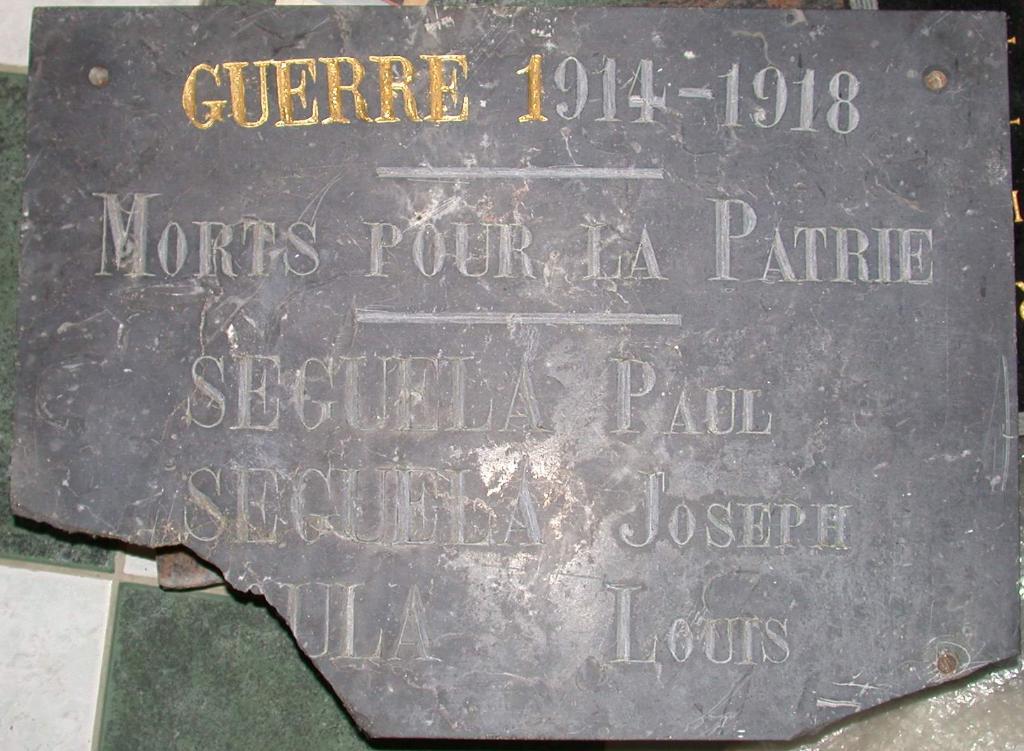 GUERRE 1914-1918
MORTS POUR LA PATRIE
SEGUELA PAUL
SEGUELA JOSEPH
ULA LOUIS